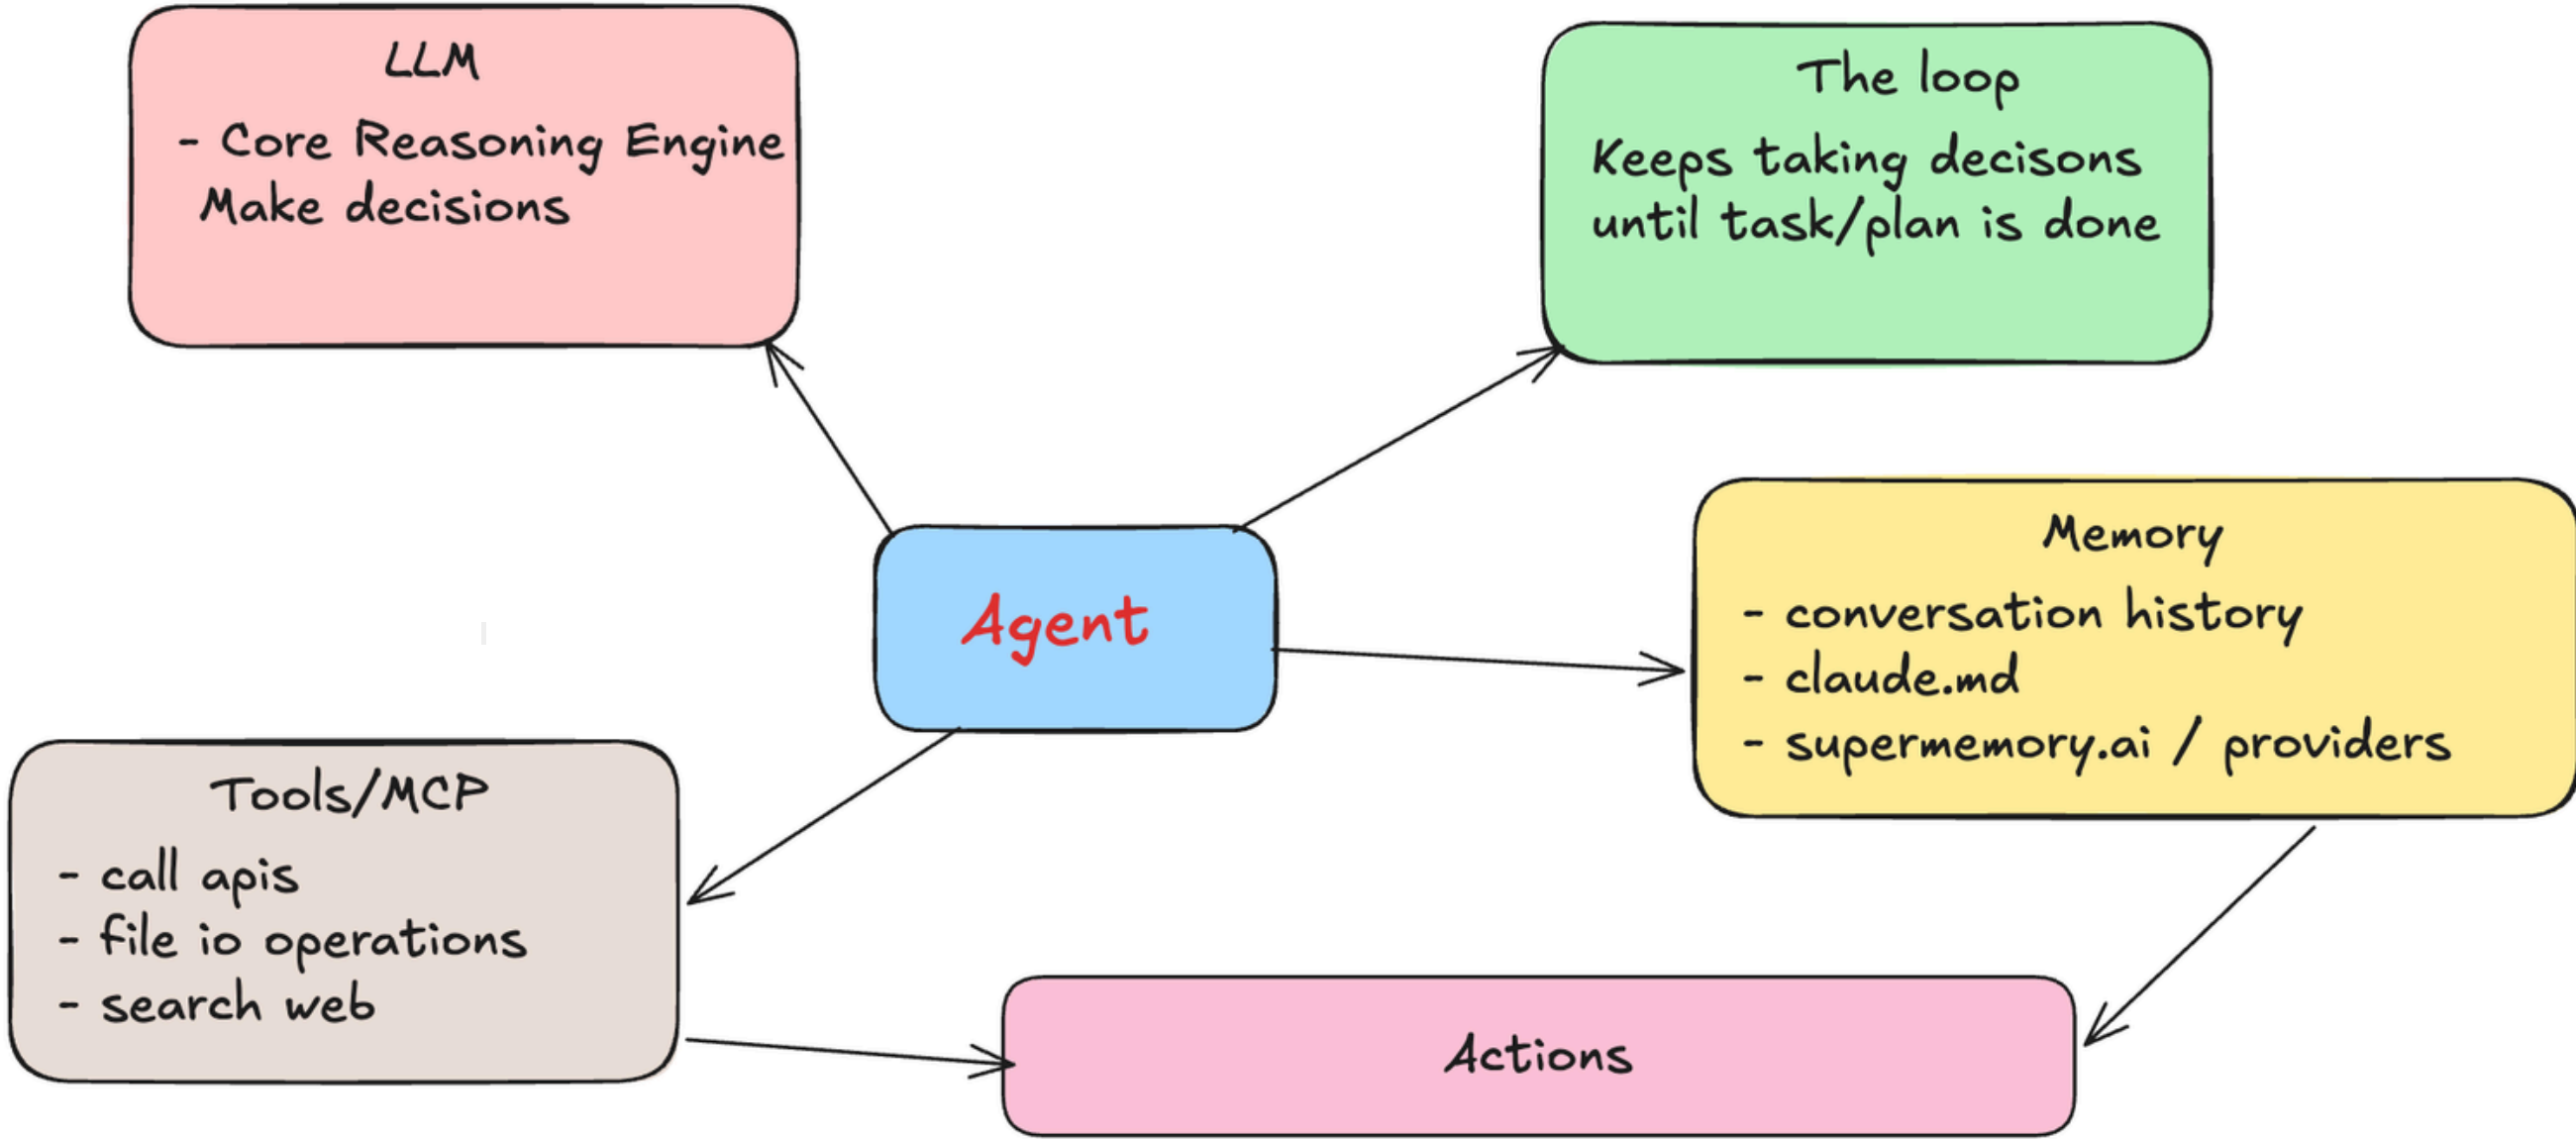 LLM
- Core Reasoning Engine
Make decisions
The loop
Keeps taking decisons
until task/plan is done
Agent
Memory
- conversation history
- claude.md
- supermemory.ai / providers
Tools/MCP
- call apis
- file io operations
- search web
Actions